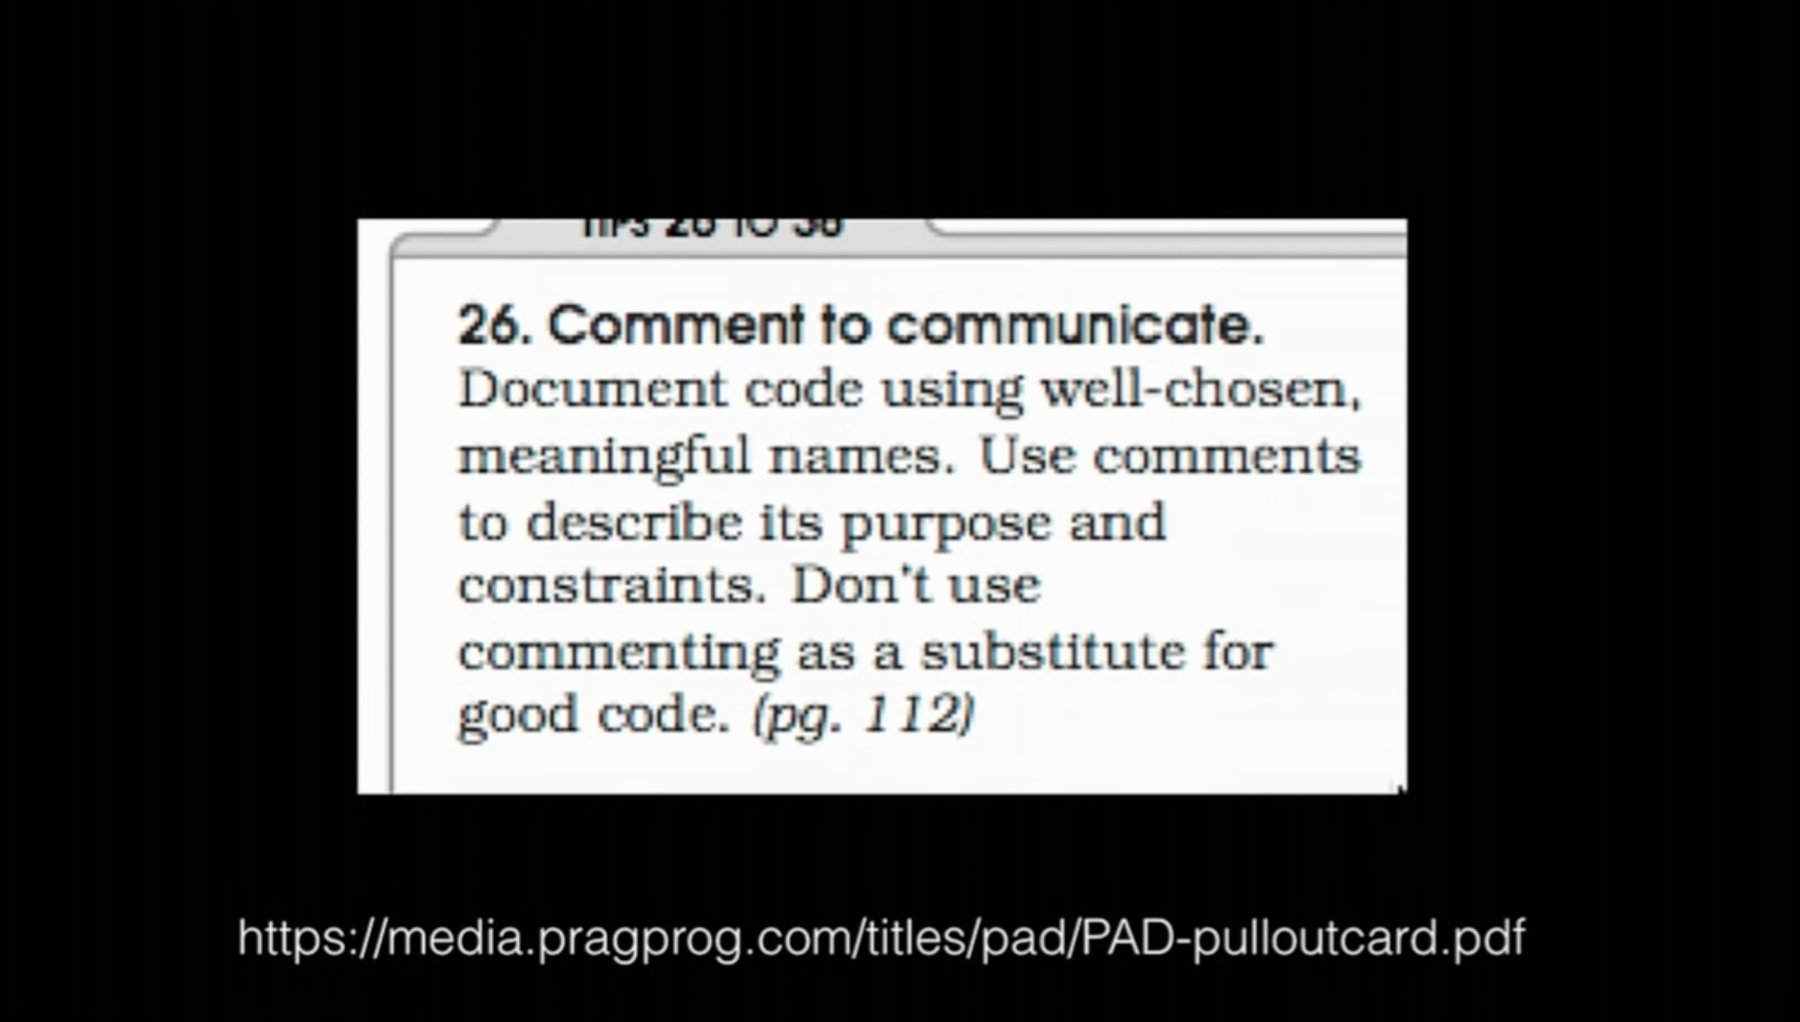 TIPS 26 TO 36
26. Comment to communicate.
Document code using well-chosen,
meaningful names. Use comments
to describe its purpose and
constraints. Don't use
commenting as a substitute for
good code. (pg. 112)
https://media.pragprog.com/titles/pad/PAD-pulloutcard.pdf